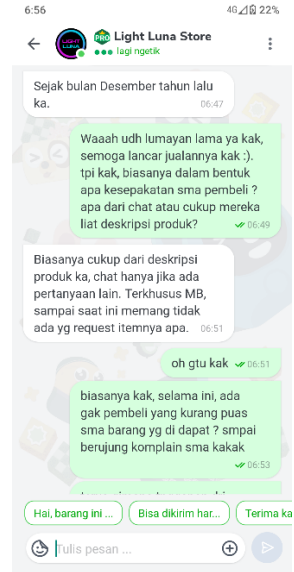 6:56
4G 22%
LIGHT LUNA
PRO Light Luna Store
lagi ngetik
Sejak bulan Desember tahun lalu
ka.
06:47
Waaah udh lumayan lama ya kak,
semoga lancar jualannya kak :).
tpi kak, biasanya dalam bentuk
apa kesepakatan sma pembeli ?
apa dari chat atau cukup mereka
liat deskripsi produk?
06:49
Biasanya cukup dari deskripsi
produk ka, chat hanya jika ada
pertanyaan lain. Terkhusus MB,
sampai saat ini memang tidak
ada yg request itemnya apa.
06:51
oh gtu kak
06:51
biasanya kak, selama ini, ada
gak pembeli yang kurang puas
sma barang yg di dapat ? smpai
berujung komplain sma kakak
06:53
Hai, barang ini ...
Bisa dikirim har...
Terima ka
Tulis pesan ...